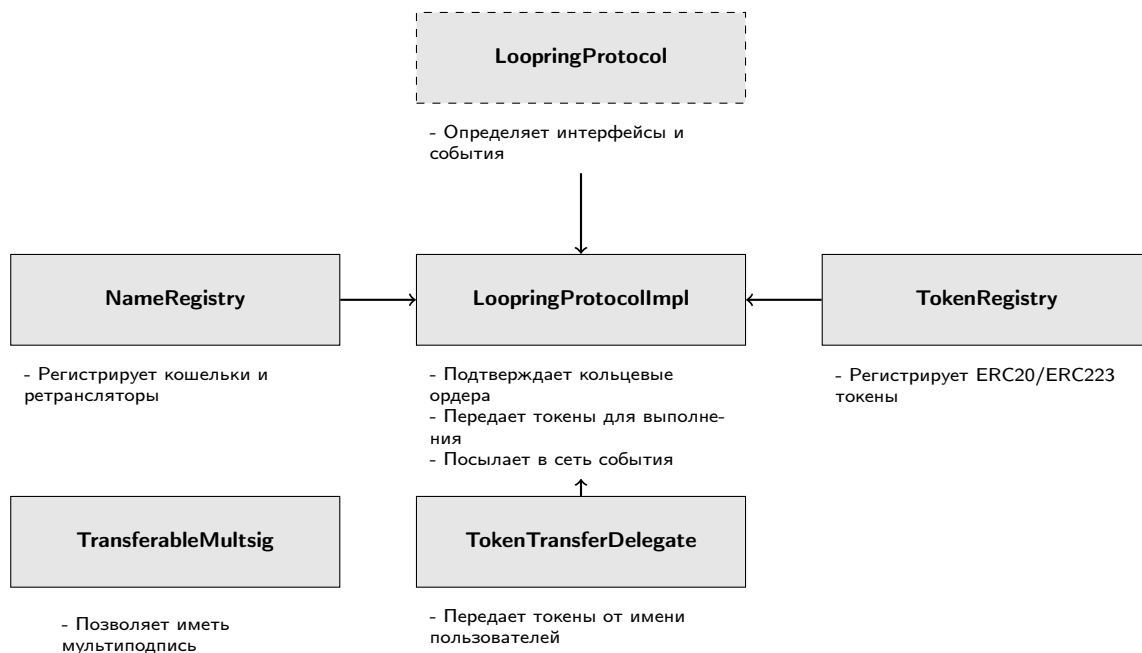 LoopringProtocol
- Определяет интерфейсы и
события
NameRegistry
LoopringProtocolImpl
TokenRegistry
- Регистрирует кошельки и
ретрансляторы
- Подтверждает кольцевые
ордера
- Передает токены для выполне-
ния
- Посылает в сеть события
- Регистрирует ERC20/ERC223
токены
TransferableMultsig
TokenTransferDelegate
- Позволяет иметь
мультиподпись
- Передает токены от имени
пользователей